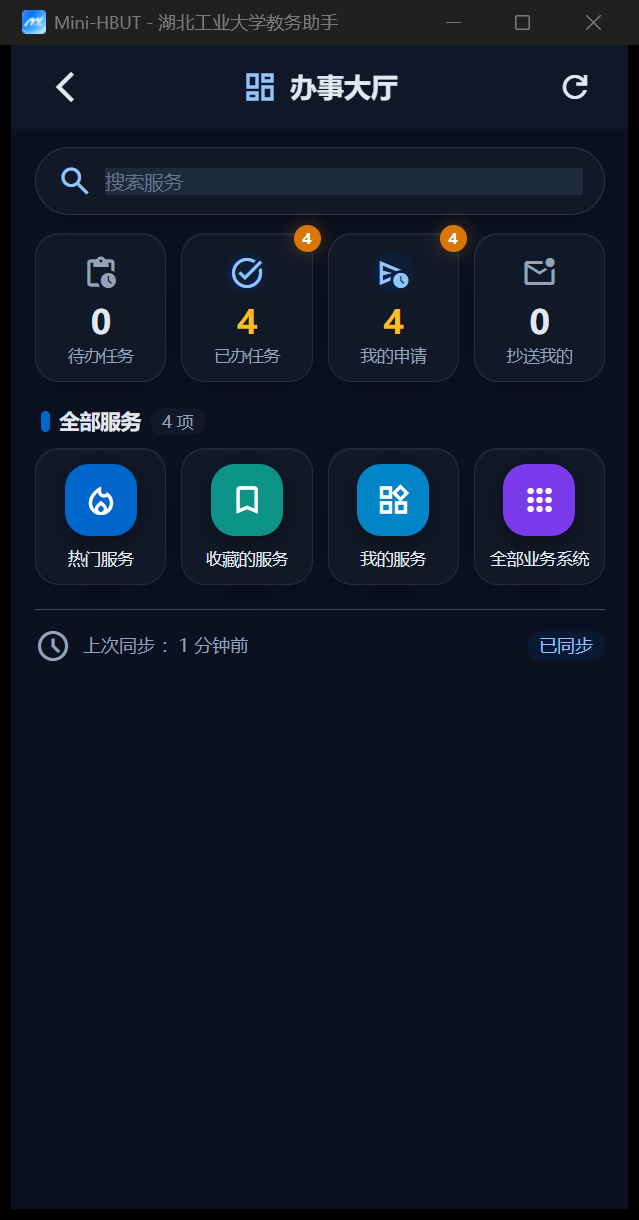 Mini-HBUT - 湖北工业大学教务助手
办事大厅
搜索服务
4 4
0 4 4 0
待办任务 已办任务 我的申请 抄送我的
全部服务 4 项
热门服务 收藏的服务 我的服务 全部业务系统
上次同步： 1 分钟前 已同步